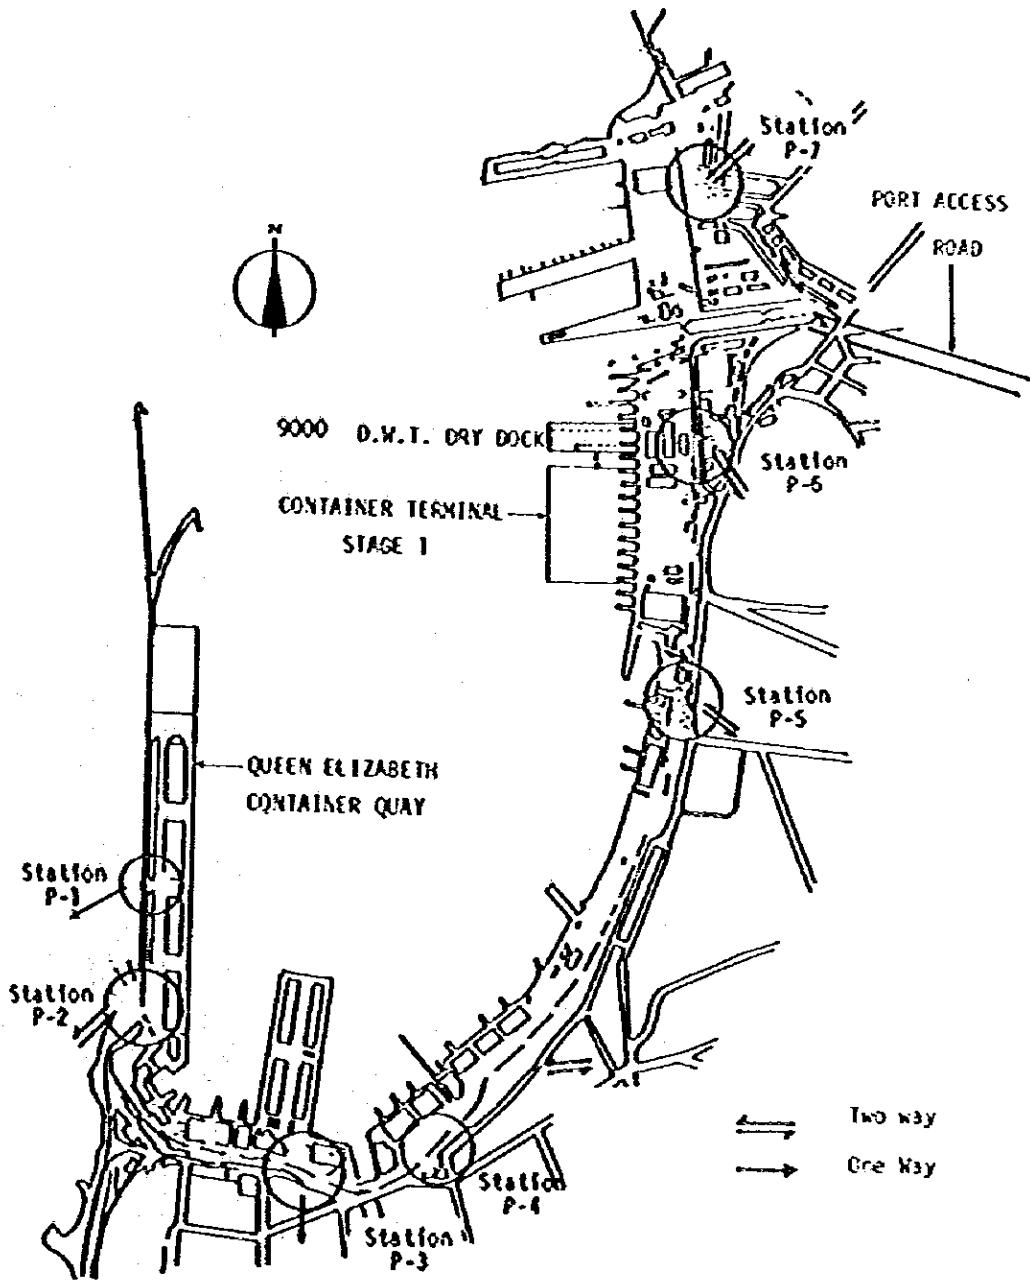 Station
P-7
PORT ACCESS
ROAD
N
9000 D.W.T. DRY DOCK
Station
P-6
CONTAINER TERMINAL
STAGE 1
Station
P-5
QUEEN ELIZABETH
CONTAINER QUAY
Station
P-1
Station
P-2
Two way
One Way
Station
P-4
Station
P-3